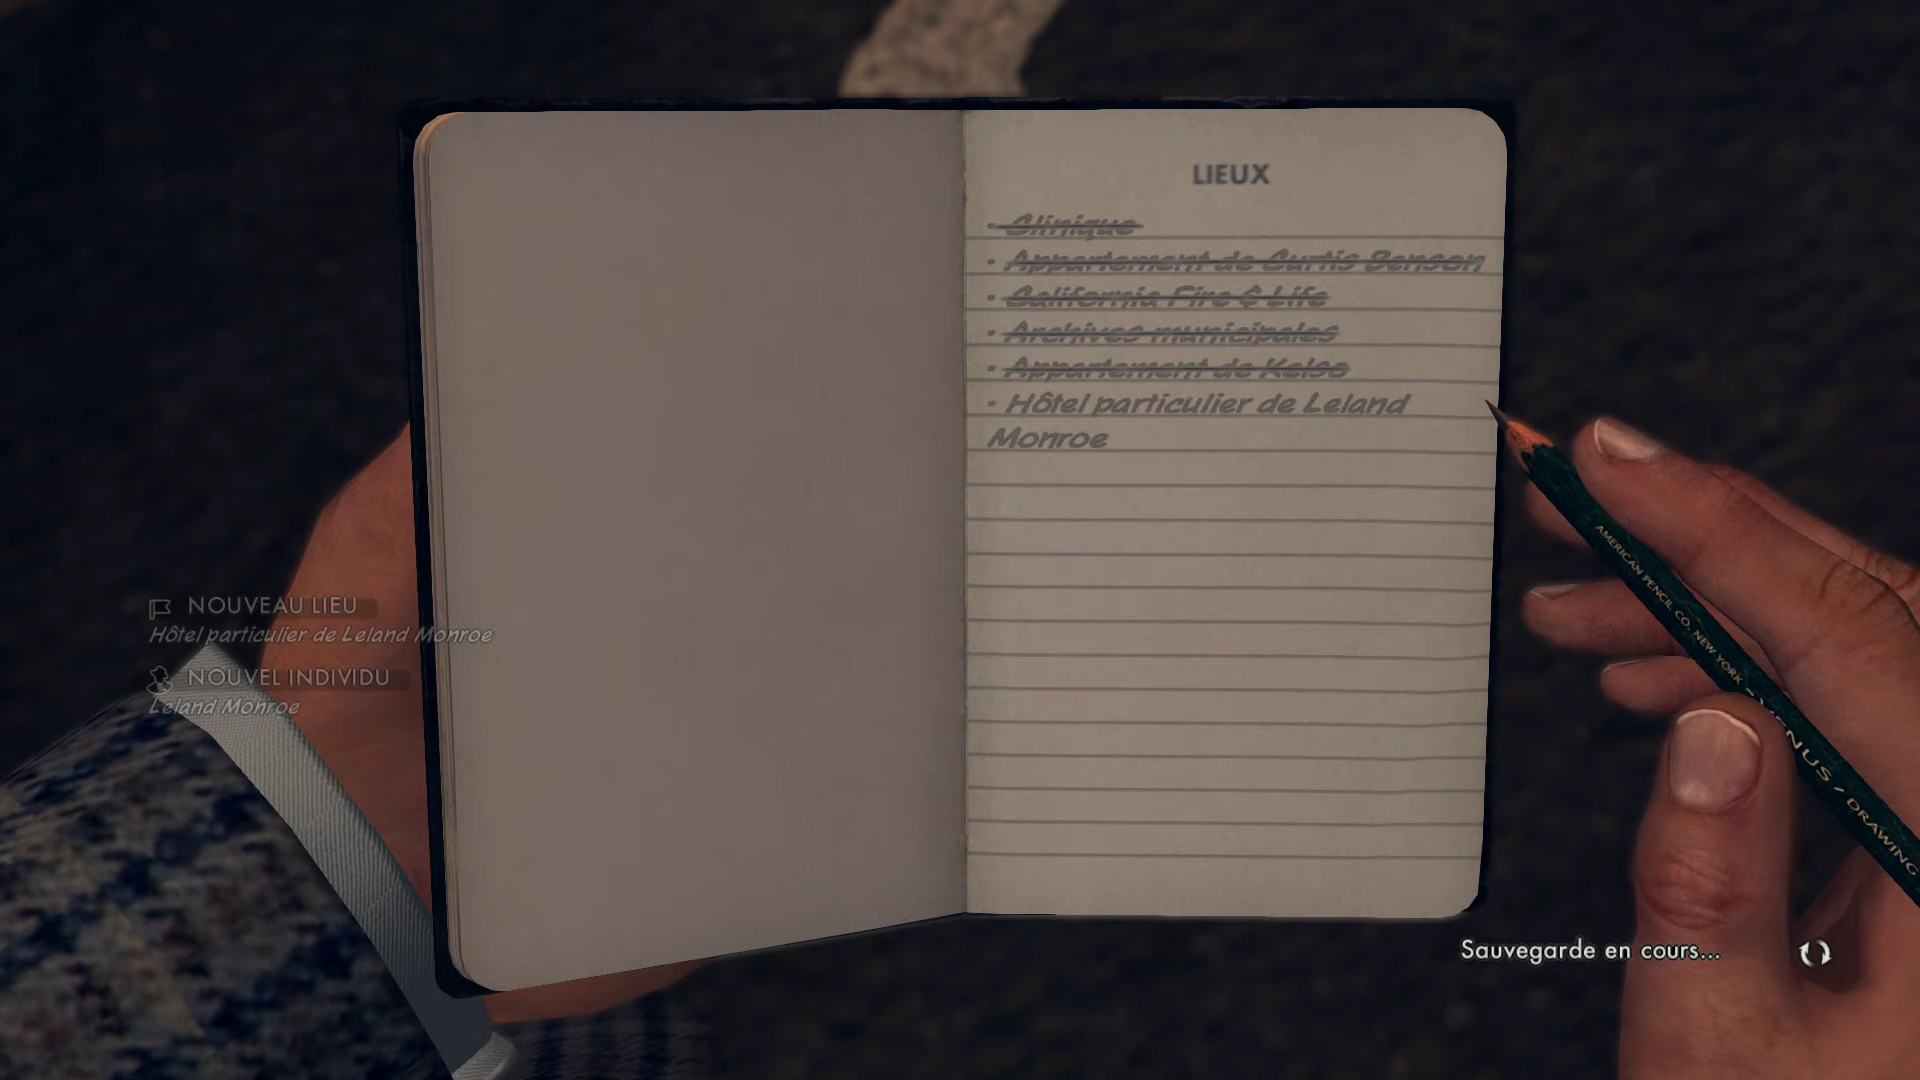 LIEUX
- Clinique
- Appartement de Curtis Benson
- California Fire & Life
- Archives municipales
- Appartement de Kelso
- Hôtel particulier de Leland
Monroe
NOUVEAU LIEU
Hôtel particulier de Leland Monroe
NOUVEL INDIVIDU
Leland Monroe
AMERICAN PENCIL CO. NEW YORK
VENUS / DRAWING
Sauvegarde en cours...